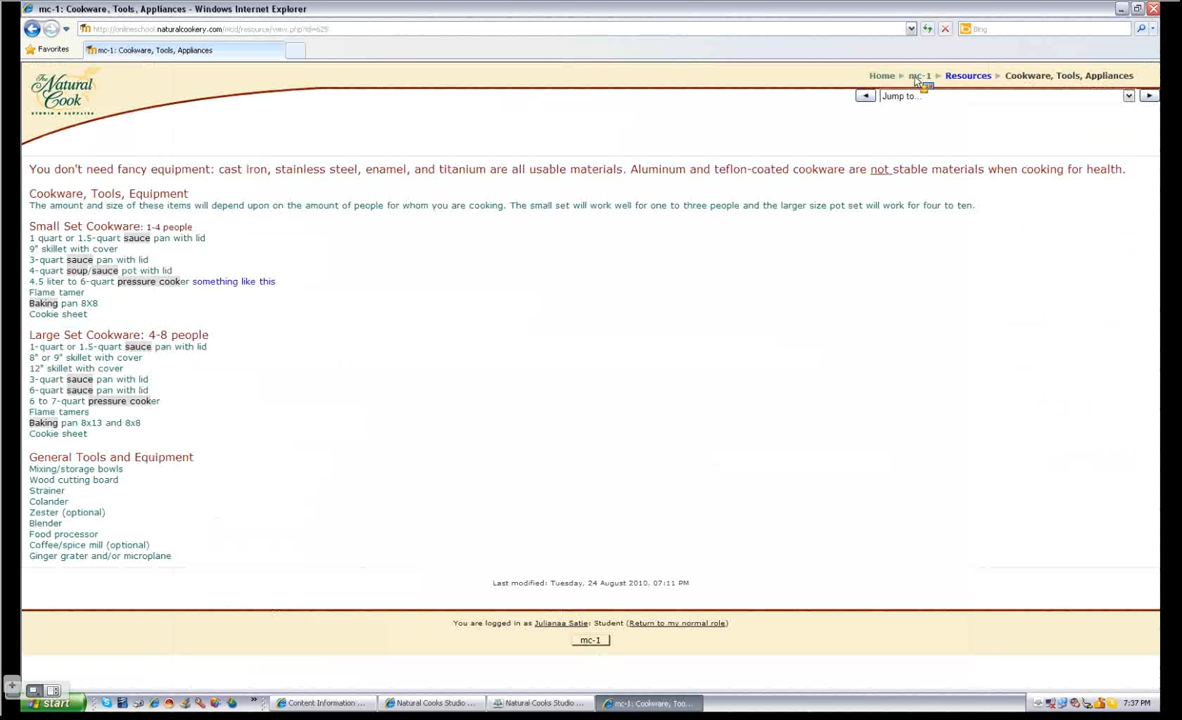 mc-1: Cookware, Tools, Appliances - Windows Internet Explorer
http://onlineschool.naturalcookery.com/mod/resource/view.php?id=625
Bing
Favorites
mc-1: Cookware, Tools, Appliances
The Natural Cook
STUDIO & SUPPLIES
Home ► mc-1 ► Resources ► Cookware, Tools, Appliances
Jump to...
You don't need fancy equipment: cast iron, stainless steel, enamel, and titanium are all usable materials. Aluminum and teflon-coated cookware are not stable materials when cooking for health.
Cookware, Tools, Equipment
The amount and size of these items will depend upon on the amount of people for whom you are cooking. The small set will work well for one to three people and the larger size pot set will work for four to ten.
Small Set Cookware: 1-4 people
1 quart or 1.5-quart sauce pan with lid
9" skillet with cover
3-quart sauce pan with lid
4-quart soup/sauce pot with lid
4.5 liter to 6-quart pressure cooker something like this
Flame tamer
Baking pan 8X8
Cookie sheet
Large Set Cookware: 4-8 people
1-quart or 1.5-quart sauce pan with lid
8" or 9" skillet with cover
12" skillet with cover
3-quart sauce pan with lid
6-quart sauce pan with lid
6 to 7-quart pressure cooker
Flame tamers
Baking pan 8x13 and 8x8
Cookie sheet
General Tools and Equipment
Mixing/storage bowls
Wood cutting board
Strainer
Colander
Zester (optional)
Blender
Food processor
Coffee/spice mill (optional)
Ginger grater and/or microplane
Last modified: Tuesday, 24 August 2010, 07:11 PM
You are logged in as Julianaa Satie: Student (Return to my normal role)
mc-1
start
Content Information ...
Natural Cooks Studio ...
Natural Cooks Studio ...
mc-1: Cookware, Too...
7:37 PM